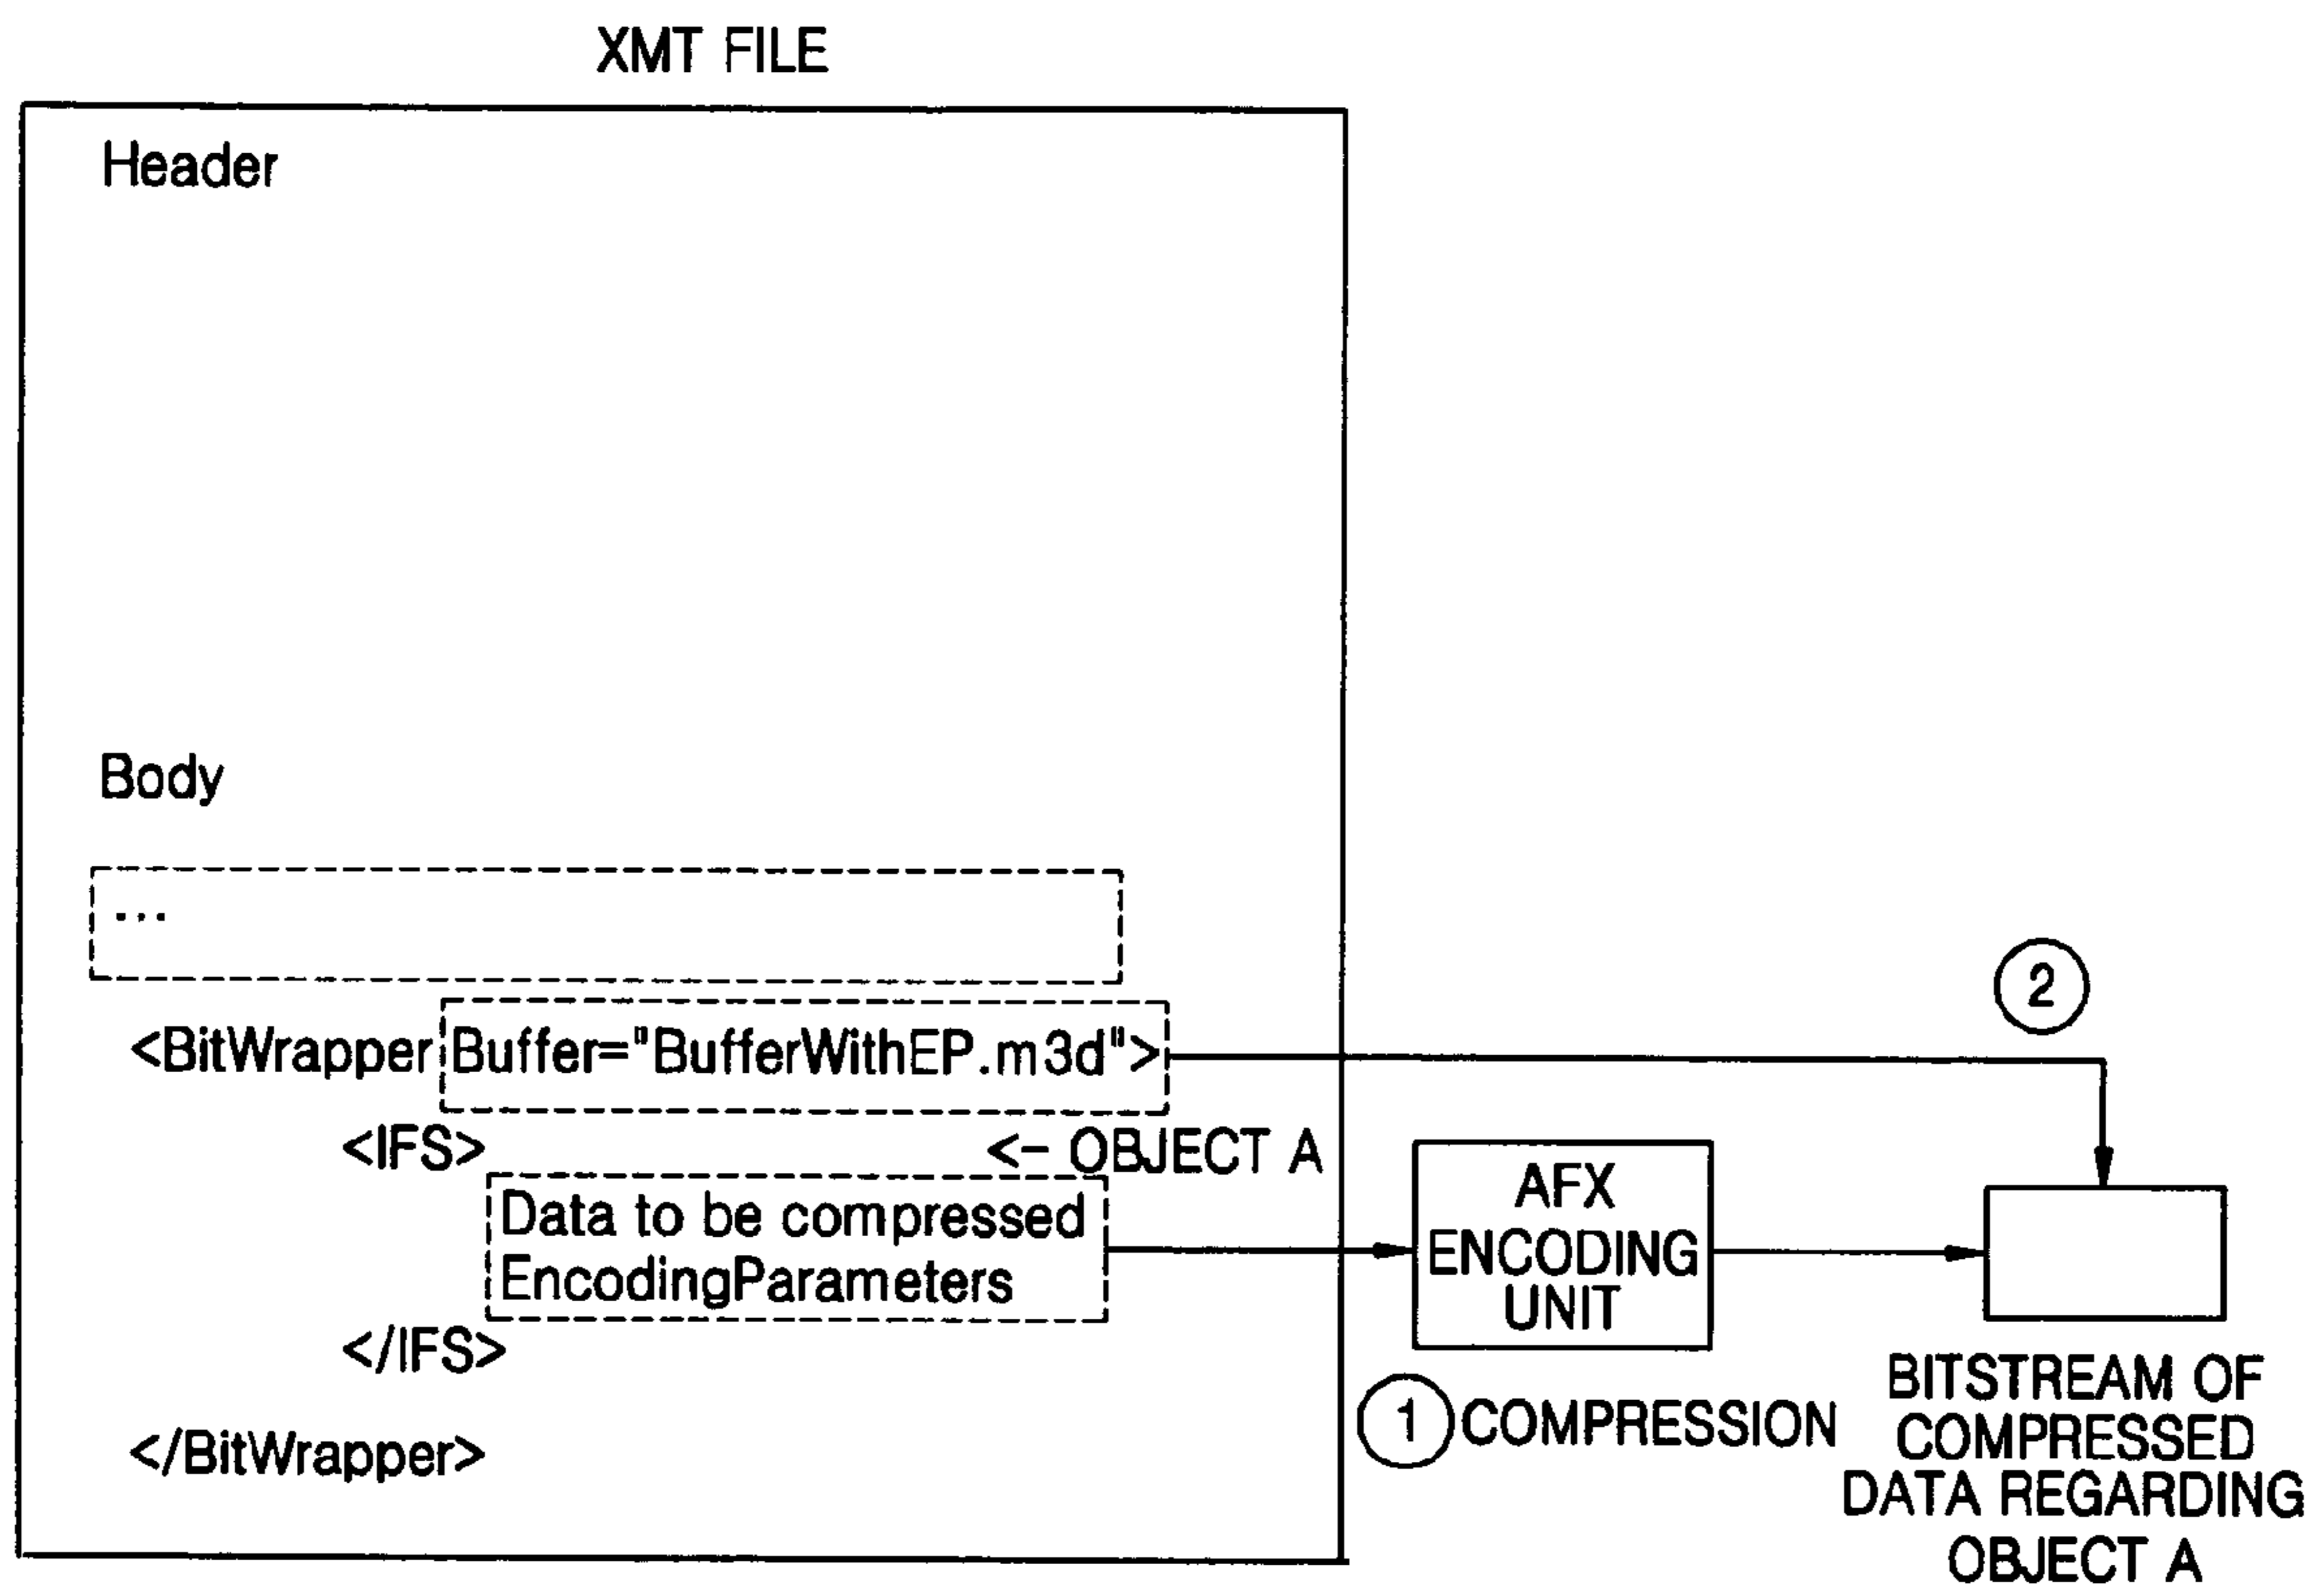 XMT FILE
Header
Body
...
<BitWrapper Buffer="BufferWithEP.m3d">
<IFS> <- OBJECT A
Data to be compressed
EncodingParameters
</IFS>
</BitWrapper>
AFX
ENCODING
UNIT
1 COMPRESSION
2
BITSTREAM OF
COMPRESSED
DATA REGARDING
OBJECT A